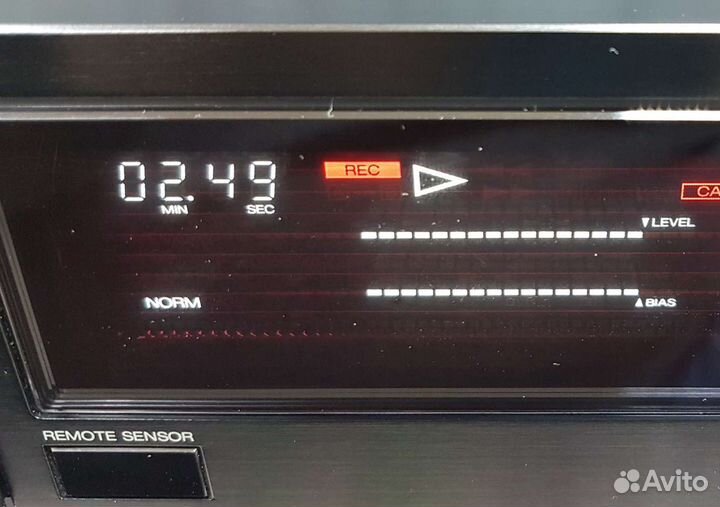 02.49 REC
MIN SEC
CA
LEVEL
NORM
BIAS
REMOTE SENSOR
Avito